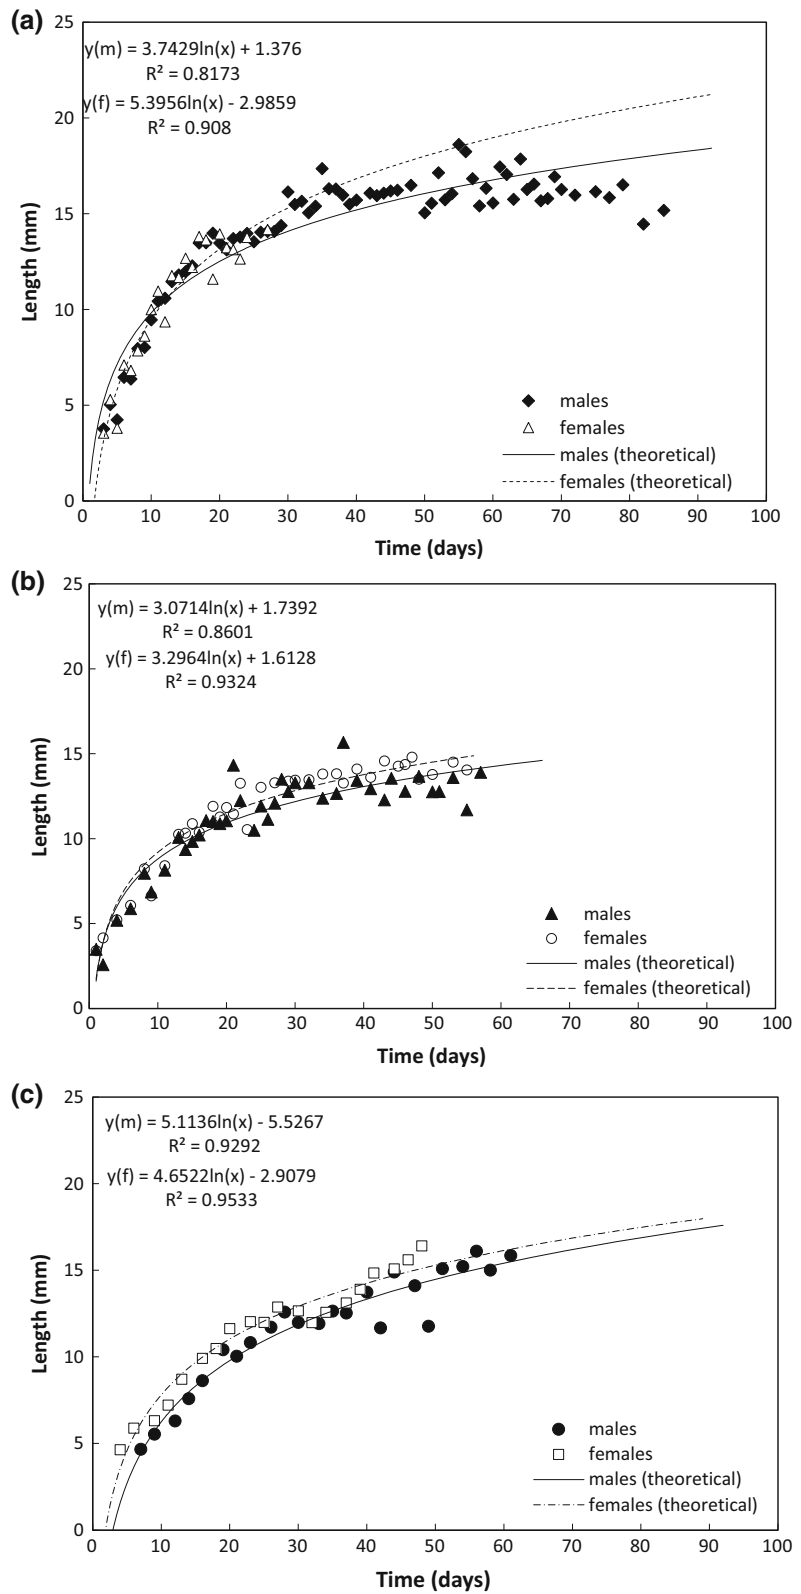 (a)
25
y(m) = 3.7429ln(x) + 1.376
R² = 0.8173
y(f) = 5.3956ln(x) - 2.9859
R² = 0.908
20
15
10
5
0
Length (mm)
males
females
males (theoretical)
females (theoretical)
0 10 20 30 40 50 60 70 80 90 100
Time (days)
(b)
25
y(m) = 3.0714ln(x) + 1.7392
R² = 0.8601
y(f) = 3.2964ln(x) + 1.6128
R² = 0.9324
20
15
10
5
0
Length (mm)
males
females
males (theoretical)
females (theoretical)
0 10 20 30 40 50 60 70 80 90 100
Time (days)
(c)
25
y(m) = 5.1136ln(x) - 5.5267
R² = 0.9292
y(f) = 4.6522ln(x) - 2.9079
R² = 0.9533
20
15
10
5
0
Length (mm)
males
females
males (theoretical)
females (theoretical)
0 10 20 30 40 50 60 70 80 90 100
Time (days)